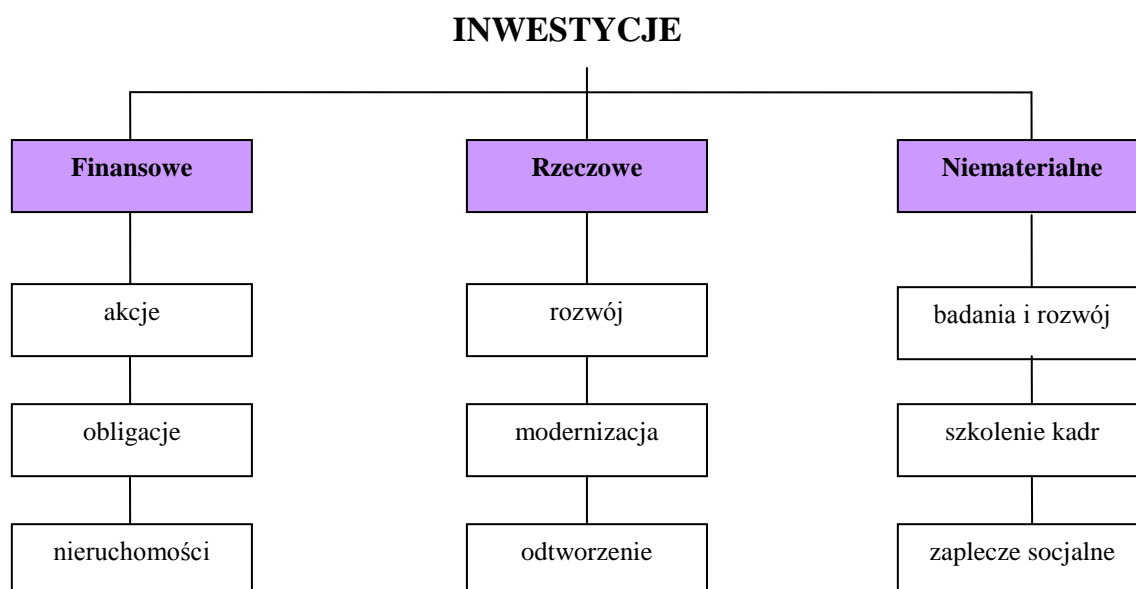 INWESTYCJE
Finansowe
Rzeczowe
Niematerialne
akcje
rozwój
badania i rozwój
obligacje
modernizacja
szkolenie kadr
nieruchomości
odtworzenie
zaplecze socjalne